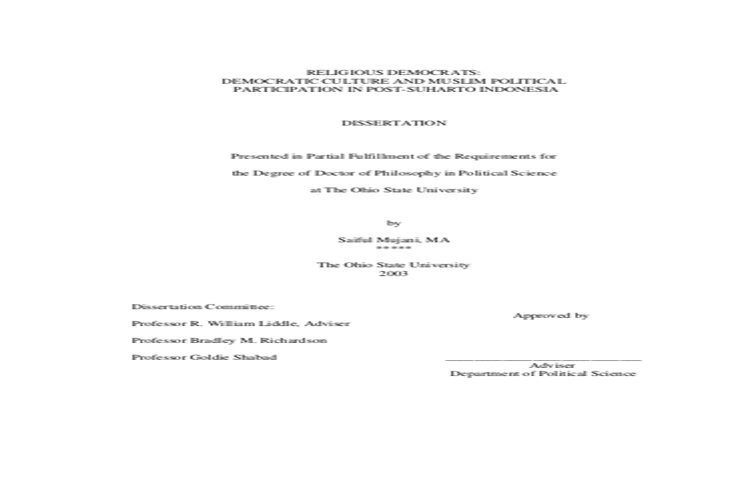 RELIGIOUS DEMOCRATS:
DEMOCRATIC CULTURE AND MUSLIM POLITICAL
PARTICIPATION IN POST-SUHARTO INDONESIA
DISSERTATION
Presented in Partial Fulfillment of the Requirements for
the Degree of Doctor of Philosophy in Political Science
at The Ohio State University
by
Saiful Mujani, MA
*****
The Ohio State University
2003
Dissertation Committee:
Approved by
Professor R. William Liddle, Adviser
Professor Bradley M. Richardson
Professor Goldie Shabad
Adviser
Department of Political Science